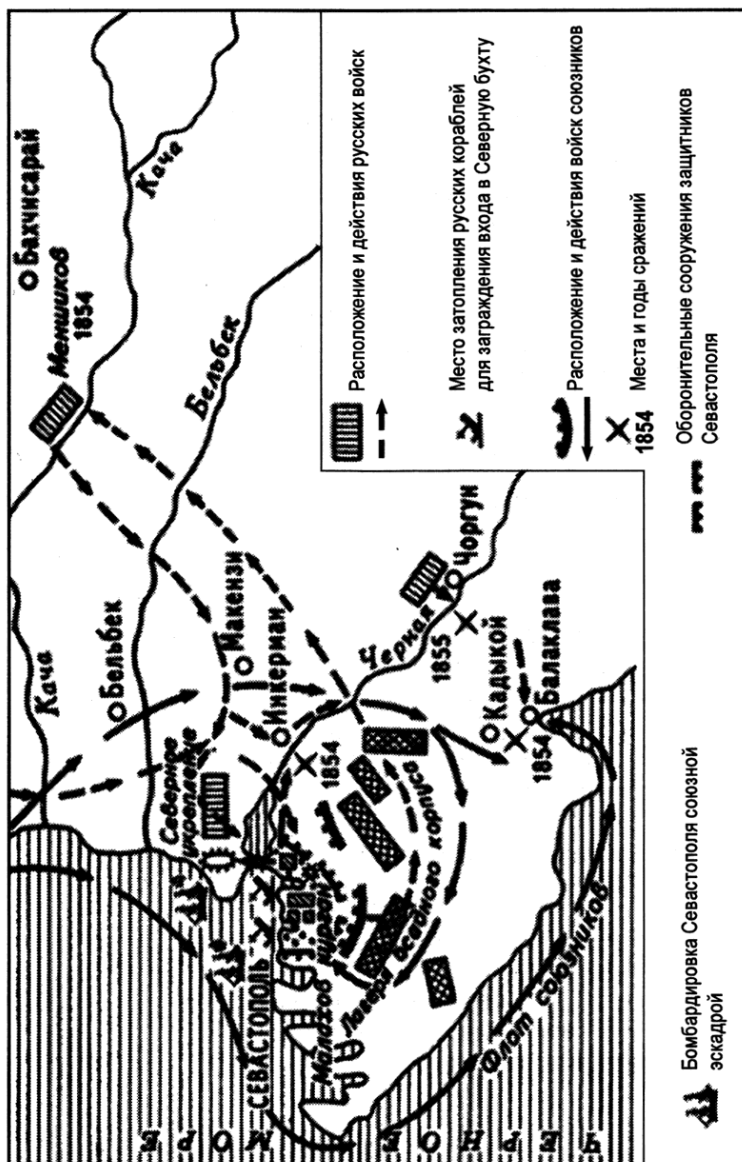 Бахчисарай
Кача
Меншиков
1854
Бельбек
Кача
Бельбек
Макензи
Инкерман
Северное
укрепление
Черная
Чоргун
1855
1854
Кадыкой
Балаклава
1854
СЕВАСТОПОЛЬ
Малахов курган
Лагерь осадного корпуса
Флот союзников
Расположение и действия русских войск
Место затопления русских кораблей
для заграждения входа в Северную бухту
Расположение и действия войск союзников
1854
Места и годы сражений
Оборонительные сооружения защитников
Севастополя
Бомбардировка Севастополя союзной
эскадрой